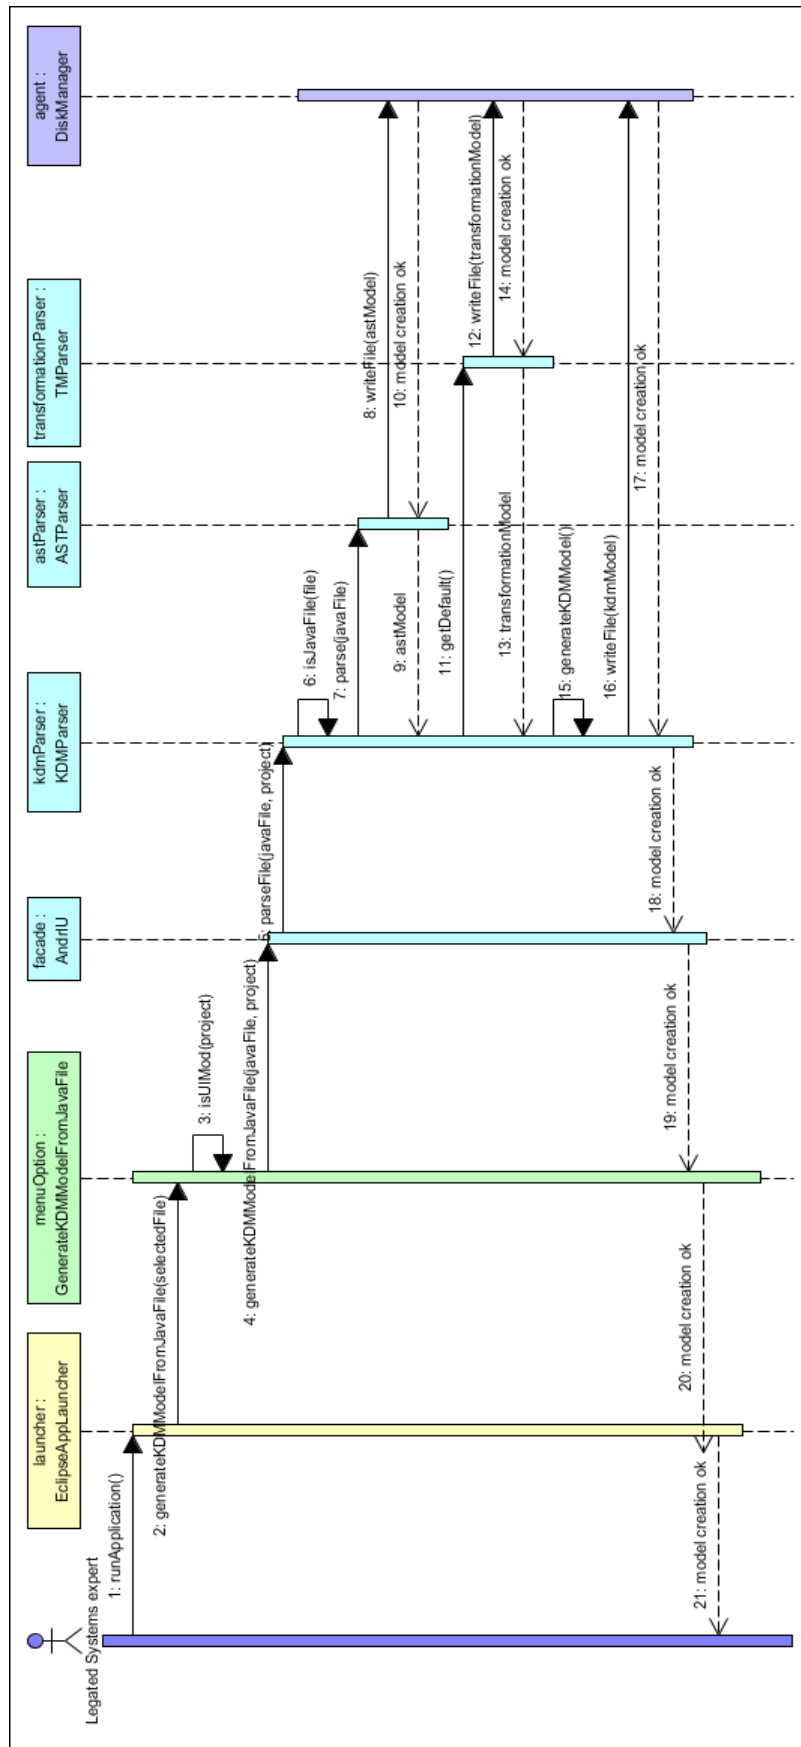 Legated Systems expert
launcher :
EclipseAppLauncher
menuOption :
GenerateKDMModelFromJavaFile
facade :
AndrIU
kdmParser :
KDMParser
astParser :
ASTParser
transformationParser :
TMParser
agent :
DiskManager
1: runApplication()
2: generateKDMModelFromJavaFile(selectedFile)
3: isUIMod(project)
4: generateKDMModelFromJavaFile(javaFile, project)
5: parseFile(javaFile, project)
6: isJavaFile(file)
7: parse(javaFile)
8: writeFile(astModel)
9: astModel
10: model creation ok
11: getDefault()
12: writeFile(transformationModel)
13: transformationModel
14: model creation ok
15: generateKDMModel()
16: writeFile(kdmModel)
17: model creation ok
18: model creation ok
19: model creation ok
20: model creation ok
21: model creation ok